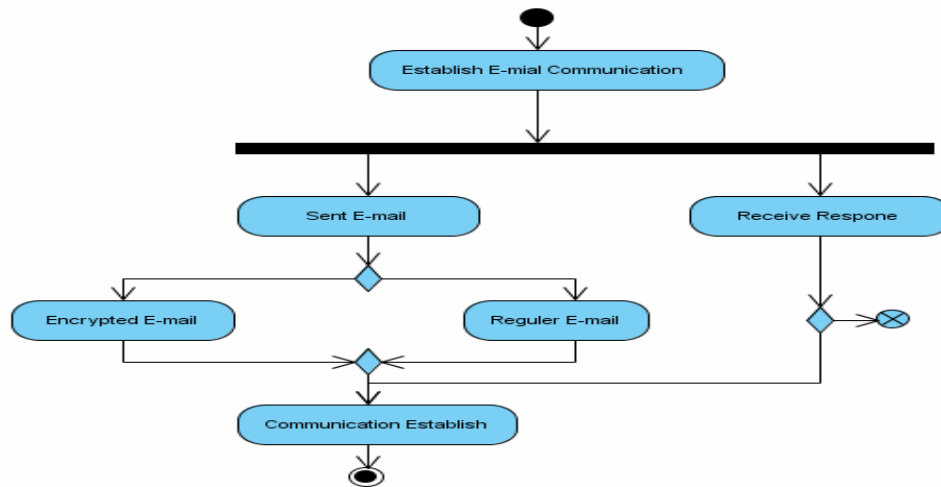 Establish E-mial Communication
Sent E-mail
Receive Respone
Encrypted E-mail
Reguler E-mail
Communication Establish